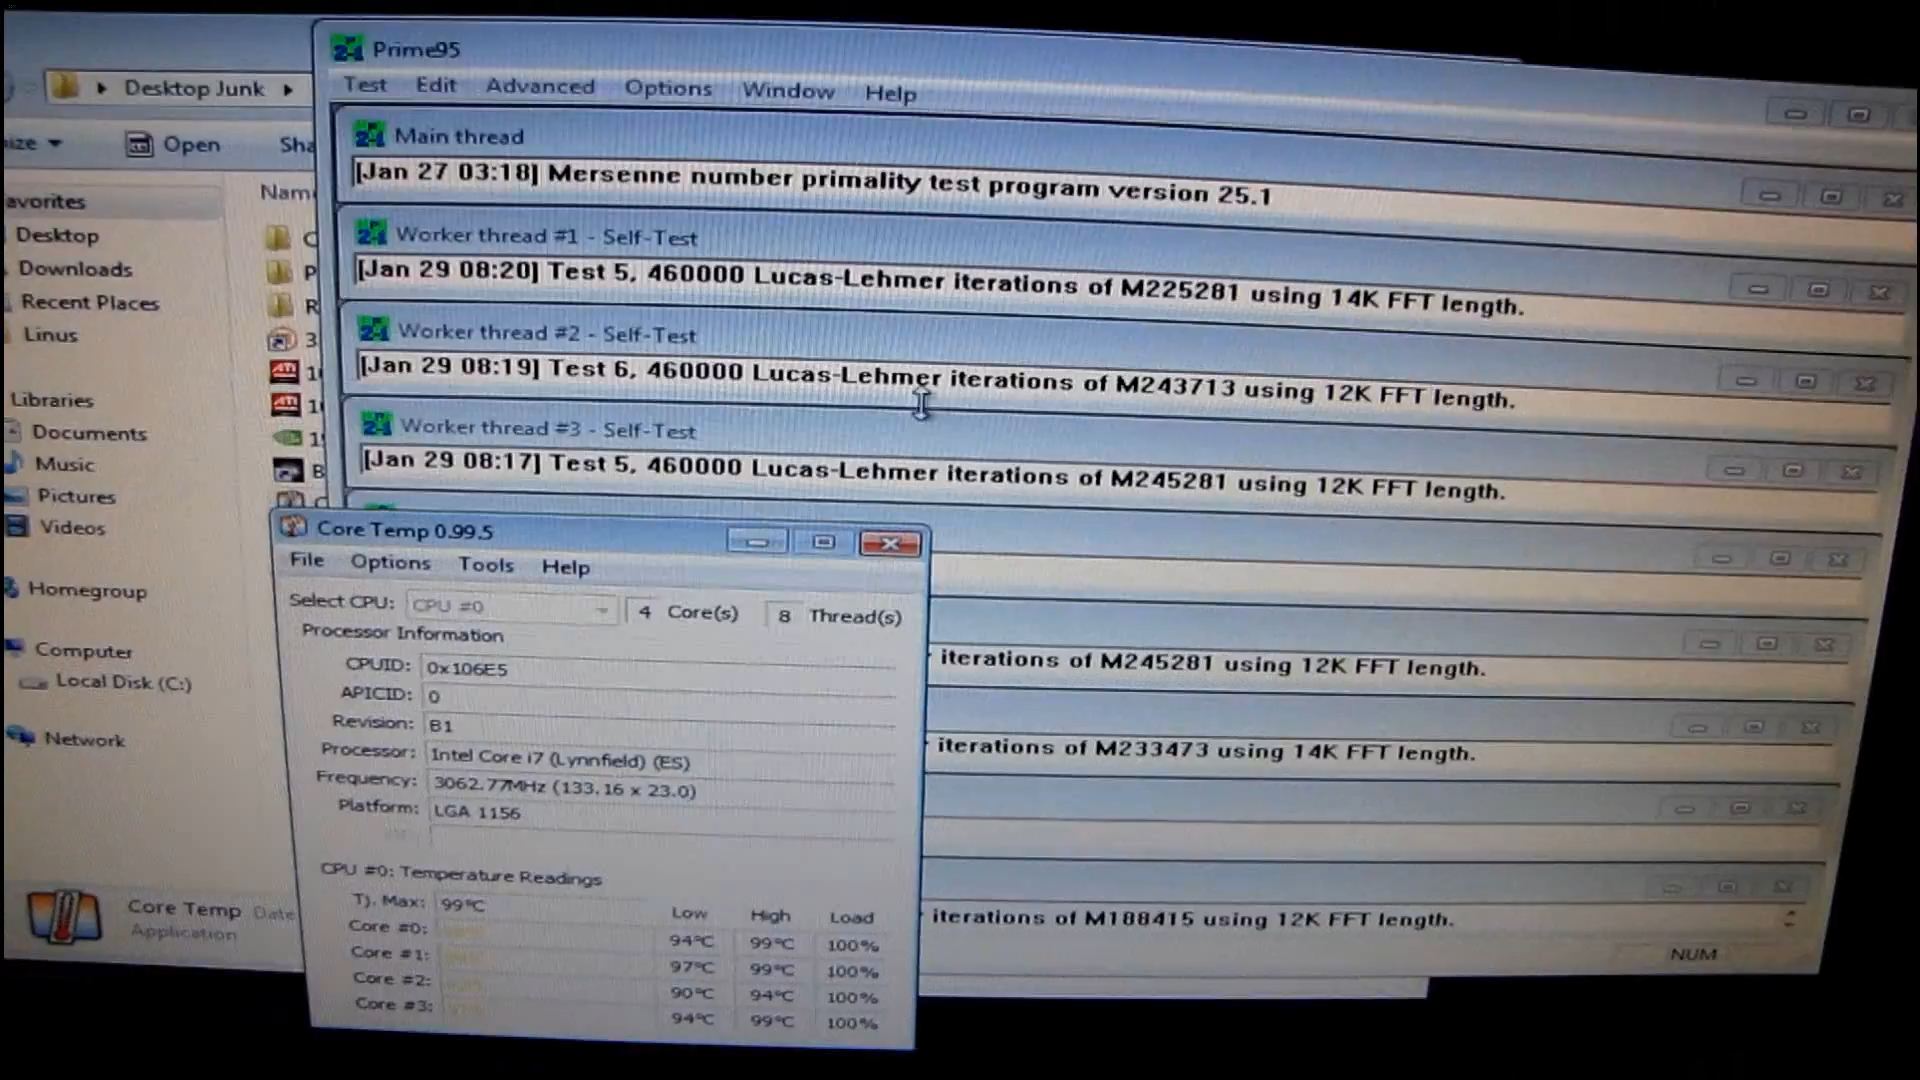 Prime95
Desktop Junk
Test Edit Advanced Options Window Help
Open
Main thread
[Jan 27 03:18] Mersenne number primality test program version 25.1
Favorites
Desktop
Downloads
Recent Places
Linus
Libraries
Documents
Music
Pictures
Videos
Homegroup
Computer
Local Disk (C:)
Network
Worker thread #1 - Self-Test
[Jan 29 08:20] Test 5, 460000 Lucas-Lehmer iterations of M225281 using 14K FFT length.
Worker thread #2 - Self-Test
[Jan 29 08:19] Test 6, 460000 Lucas-Lehmer iterations of M243713 using 12K FFT length.
Worker thread #3 - Self-Test
[Jan 29 08:17] Test 5, 460000 Lucas-Lehmer iterations of M245281 using 12K FFT length.
iterations of M245281 using 12K FFT length.
iterations of M233473 using 14K FFT length.
iterations of M188415 using 12K FFT length.
NUM
Core Temp 0.99.5
File Options Tools Help
Select CPU: CPU #0 4 Core(s) 8 Thread(s)
Processor Information
CPUID: 0x106E5
APICID: 0
Revision: B1
Processor: Intel Core i7 (Lynnfield) (ES)
Frequency: 3062.77MHz (133.16 x 23.0)
Platform: LGA 1156
CPU #0: Temperature Readings
Tj. Max: 99°C Low High Load
Core #0: 94°C 99°C 100%
Core #1: 97°C 99°C 100%
Core #2: 90°C 94°C 100%
Core #3: 94°C 99°C 100%
Core Temp Date
Application